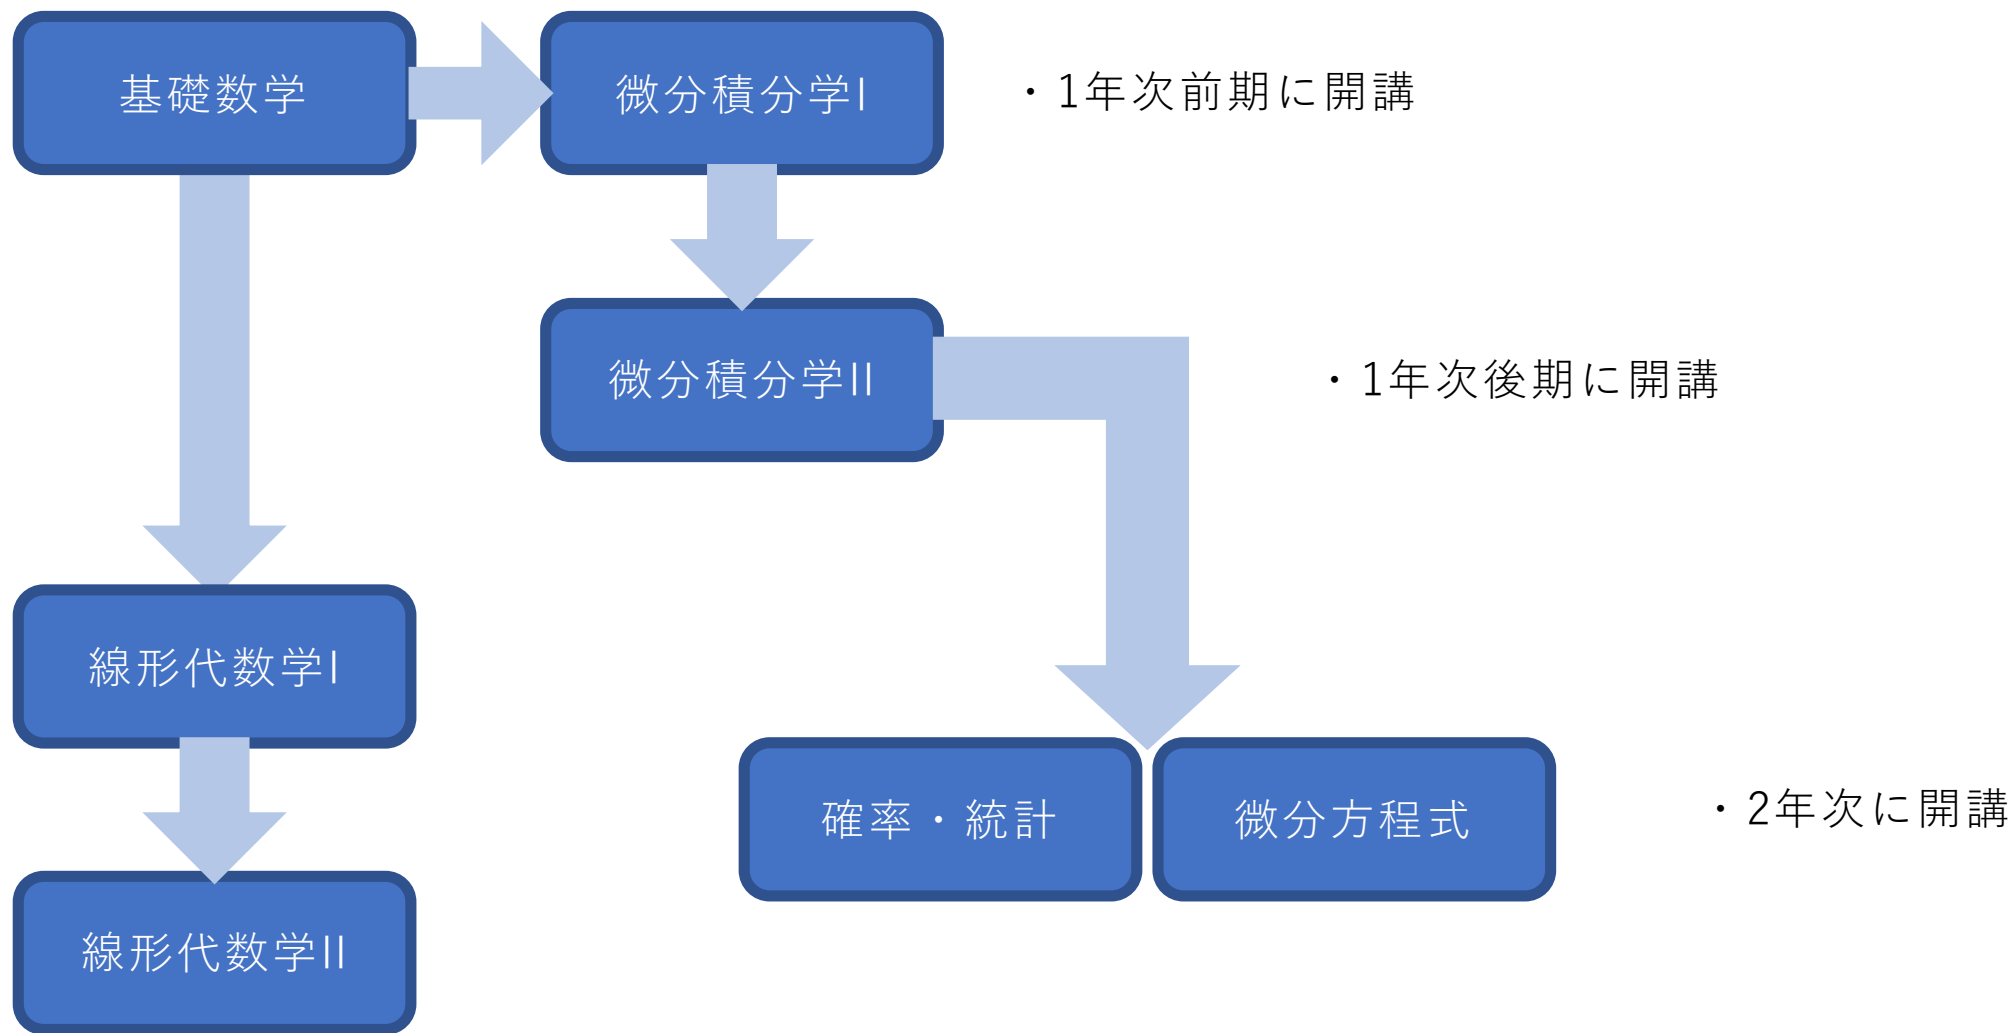 基礎数学
微分積分学I
・1年次前期に開講
微分積分学II
・1年次後期に開講
線形代数学I
確率・統計
微分方程式
・2年次に開講
線形代数学II